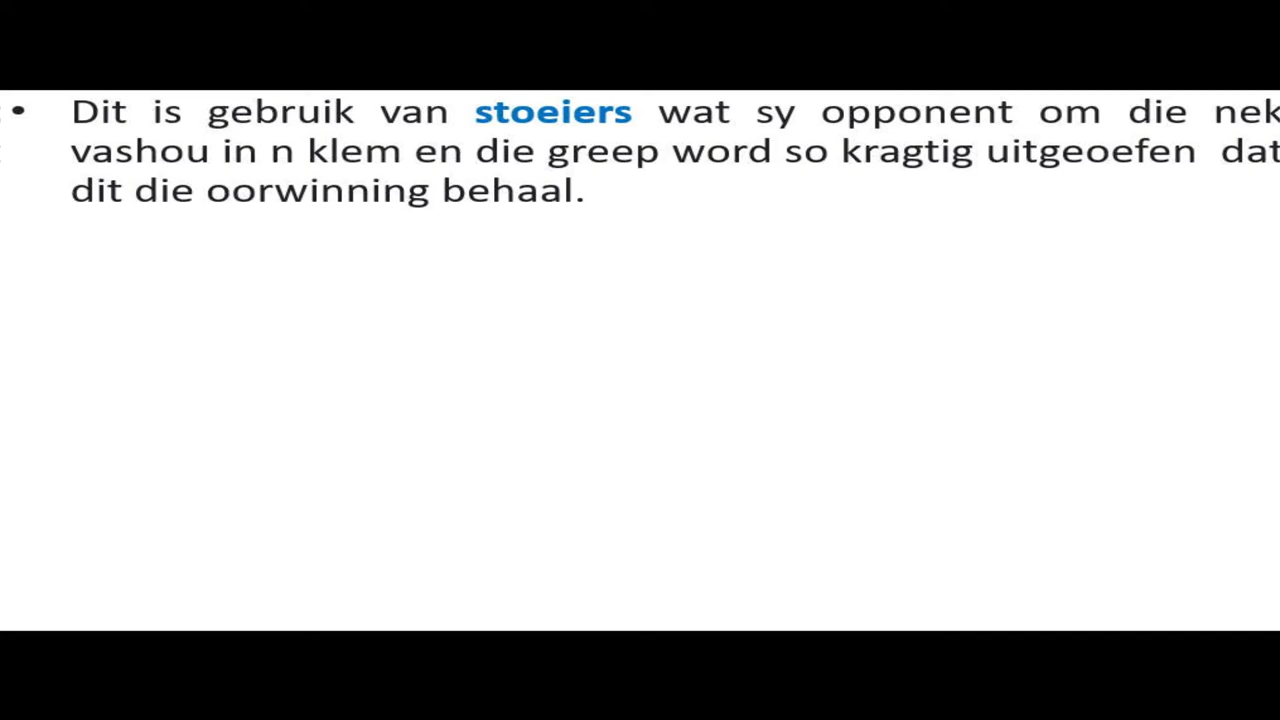 • Dit is gebruik van stoeiers wat sy opponent om die nek
vashou in n klem en die greep word so kragtig uitgeoefen dat
dit die oorwinning behaal.